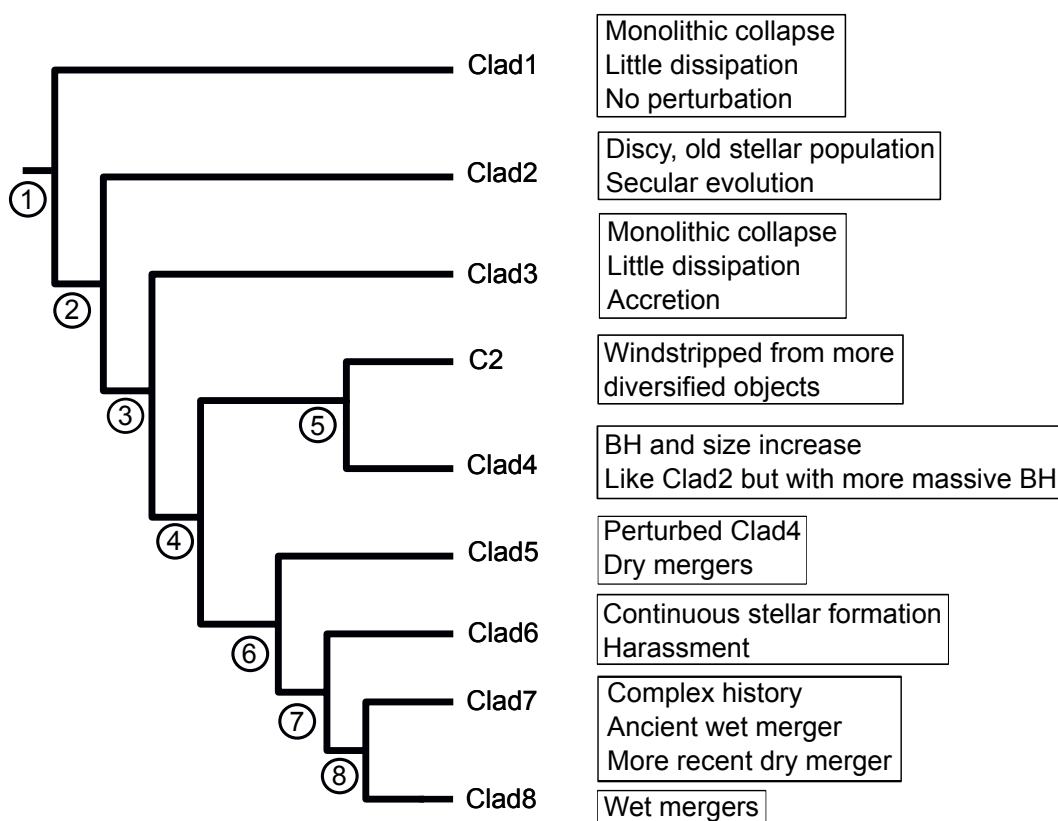 Clad1
Monolithic collapse
Little dissipation
No perturbation
1
Clad2
Discy, old stellar population
Secular evolution
2
Clad3
Monolithic collapse
Little dissipation
Accretion
3
C2
Windstripped from more
diversified objects
5
Clad4
BH and size increase
Like Clad2 but with more massive BH
4
Clad5
Perturbed Clad4
Dry mergers
6
Clad6
Continuous stellar formation
Harassment
7
Clad7
Complex history
Ancient wet merger
More recent dry merger
8
Clad8
Wet mergers